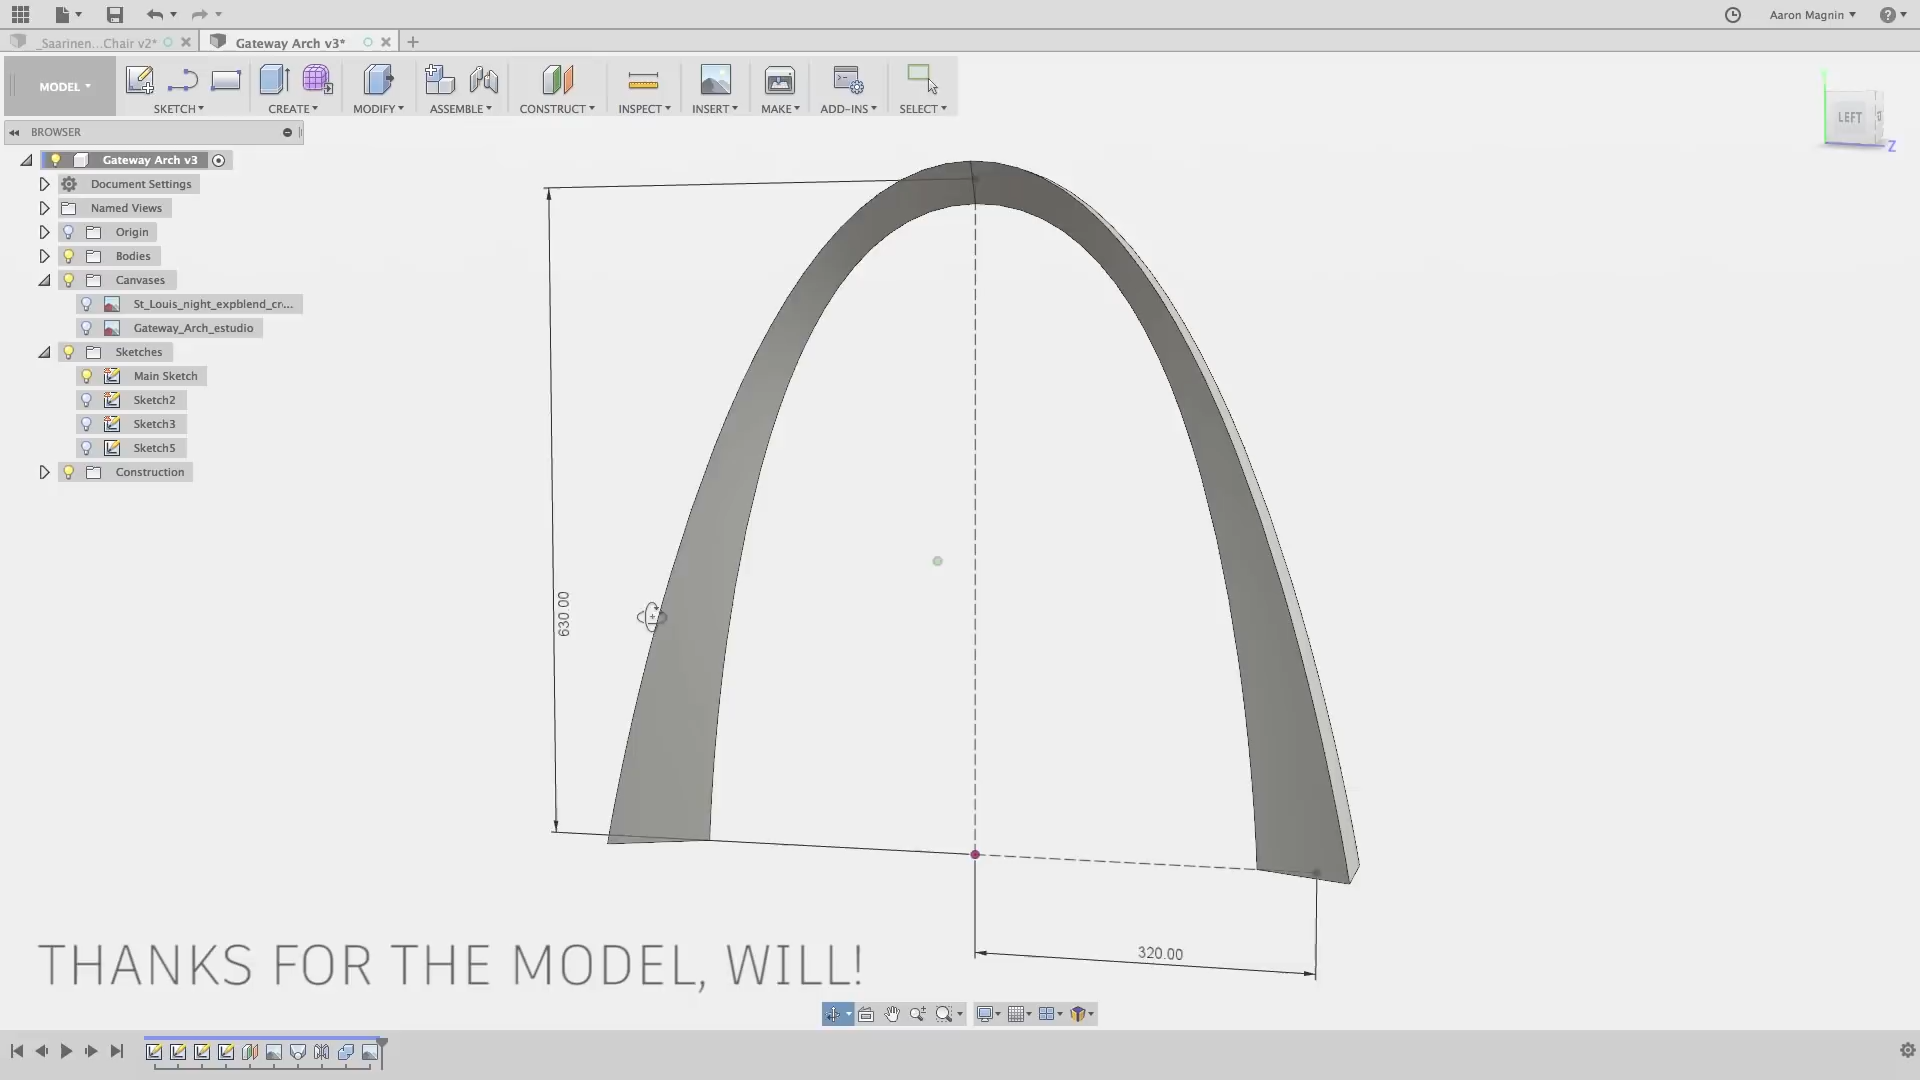 Aaron Magnin
_Saarinen...Chair v2*
Gateway Arch v3*
MODEL
SKETCH
CREATE
MODIFY
ASSEMBLE
CONSTRUCT
INSPECT
INSERT
MAKE
ADD-INS
SELECT
LEFT
Z
BROWSER
Gateway Arch v3
Document Settings
Named Views
Origin
Bodies
Canvases
St_Louis_night_expblend_cr...
Gateway_Arch_estudio
Sketches
Main Sketch
Sketch2
Sketch3
Sketch5
Construction
630.00
320.00
THANKS FOR THE MODEL, WILL!